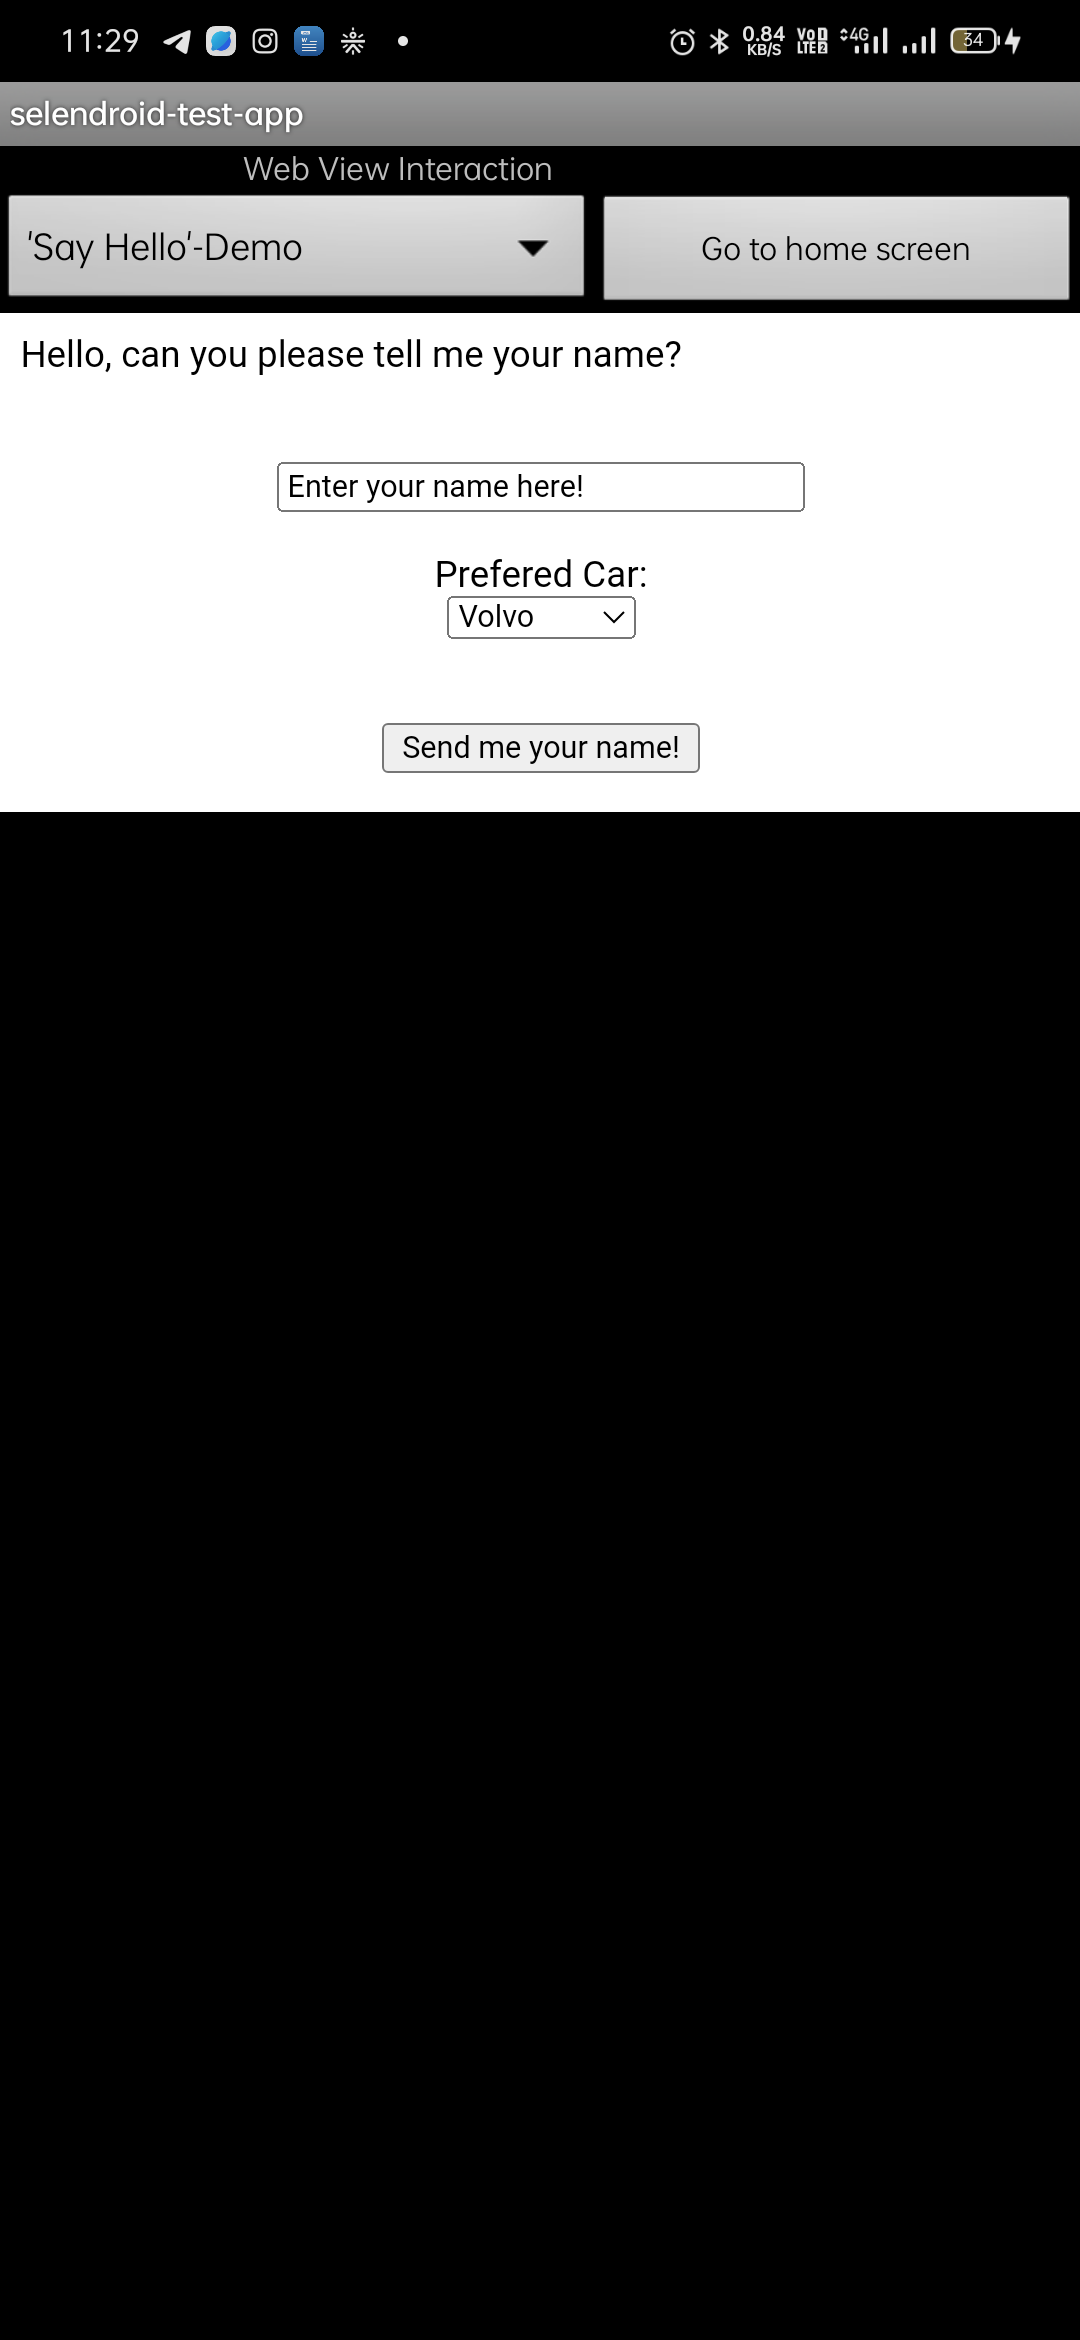 11:29 0.84 KB/S VoD LTE 2 4G 34
selendroid-test-app
Web View Interaction
'Say Hello'-Demo
Go to home screen
Hello, can you please tell me your name?
Enter your name here!
Prefered Car:
Volvo
Send me your name!